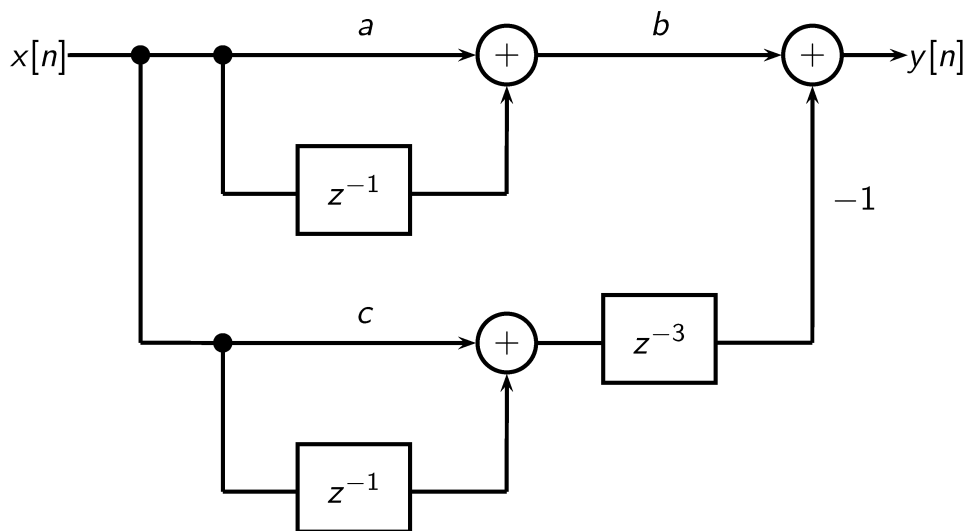 a
b
x[n]
+
+
y[n]
z⁻¹
−1
c
+
z⁻³
z⁻¹